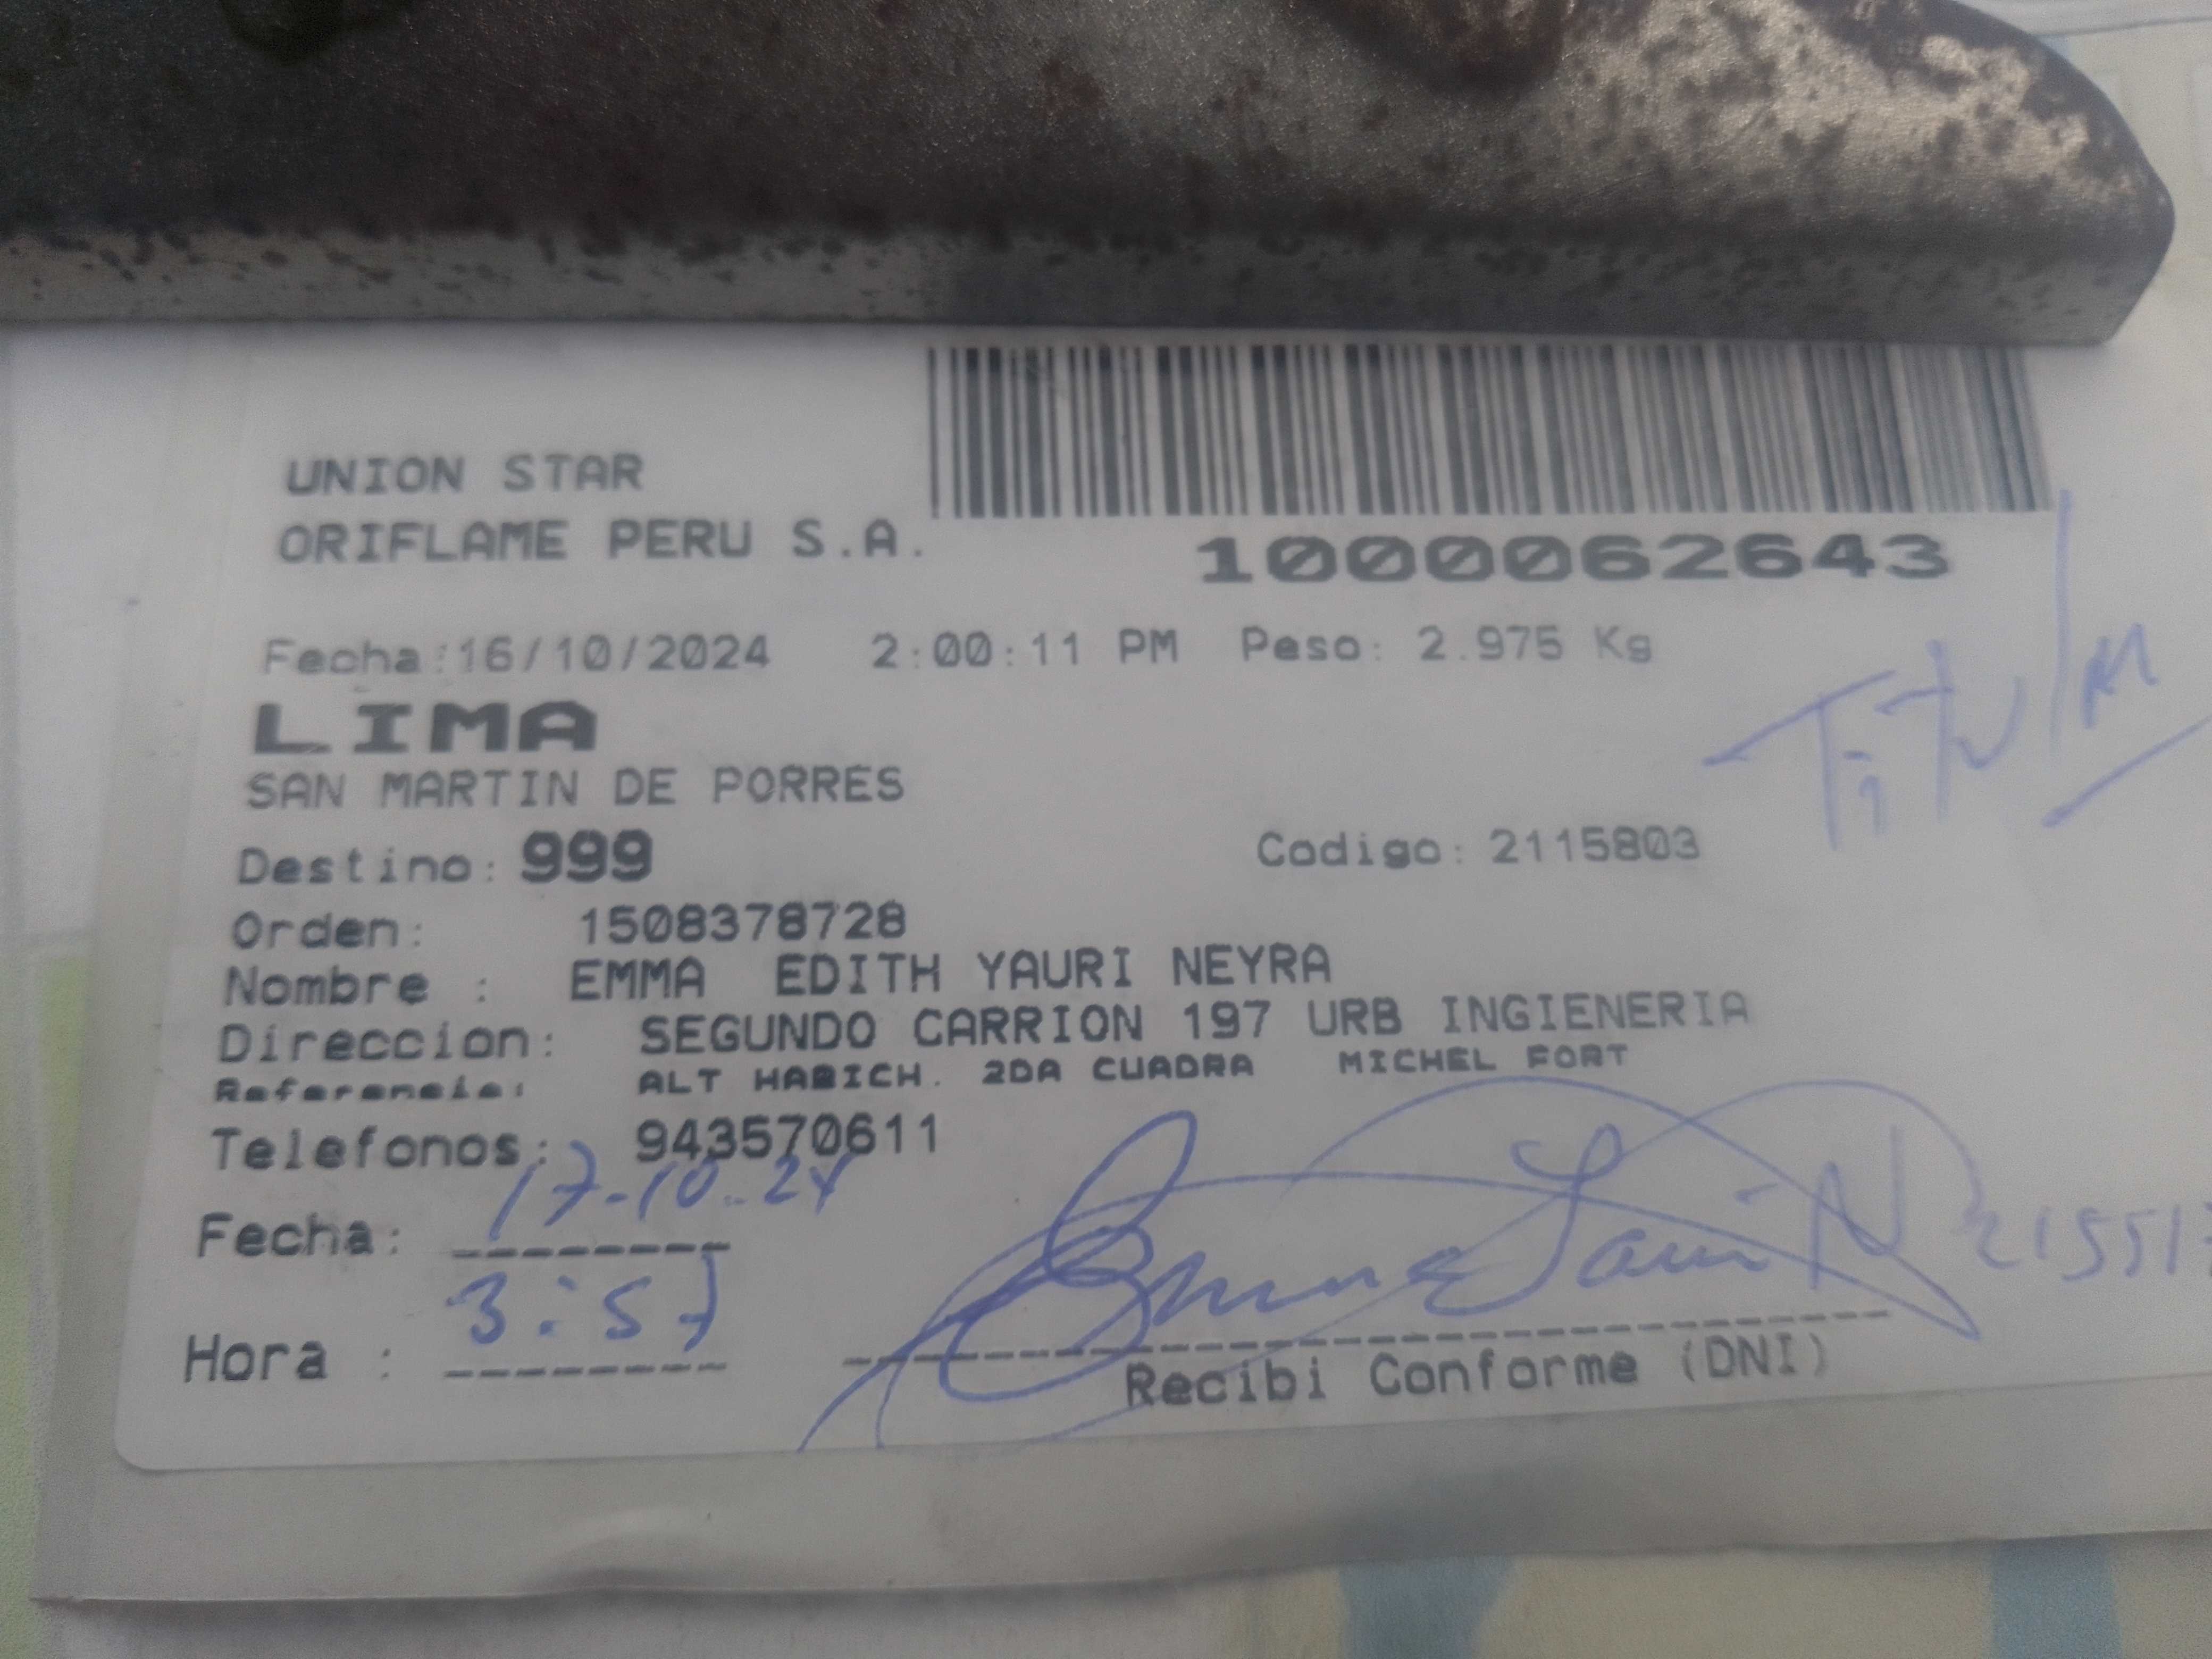 UNION STAR
ORIFLAME PERU S.A.
1000062643
Fecha:16/10/2024 2:00:11 PM Peso: 2.975 Kg
Titular
LIMA
SAN MARTIN DE PORRES
Destino: 999 Codigo: 2115803
Orden: 1508378728
Nombre : EMMA EDITH YAURI NEYRA
Direccion: SEGUNDO CARRION 197 URB INGIENERIA
Referencia: ALT HABICH. 2DA CUADRA MICHEL FORT
Telefonos: 943570611
Fecha: 17-10-24
Hora : 3:57
Emma Yauri N
Recibi Conforme (DNI)